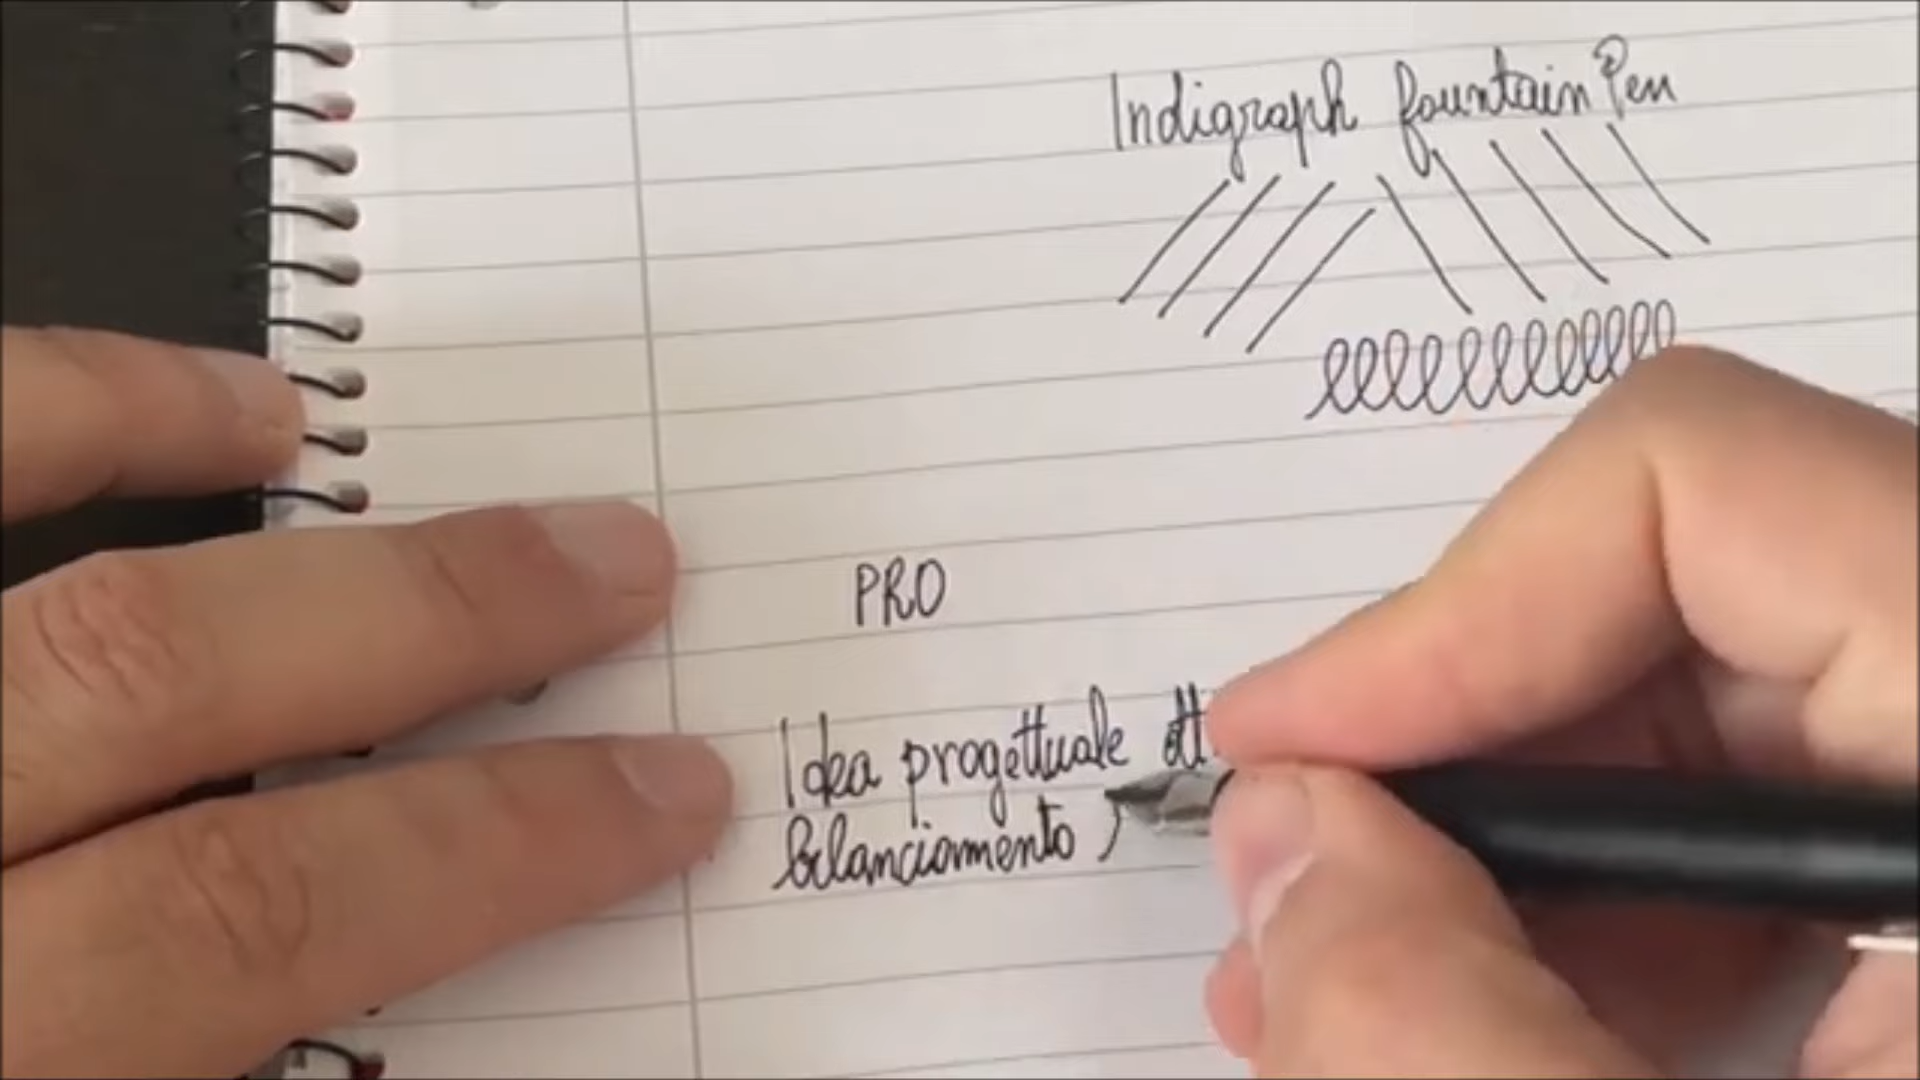 Indigraph fountain Pen
PRO
Idea progettuale
bilanciamento